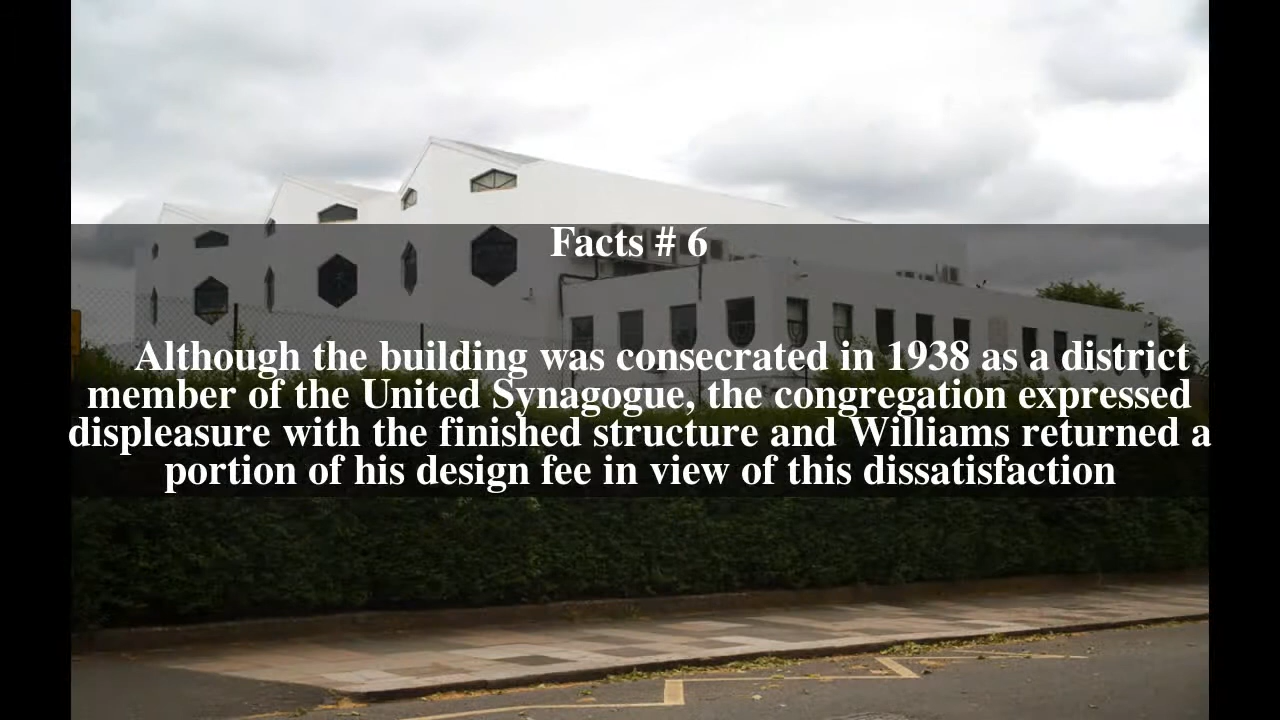 Facts # 6
Although the building was consecrated in 1938 as a district
member of the United Synagogue, the congregation expressed
displeasure with the finished structure and Williams returned a
portion of his design fee in view of this dissatisfaction